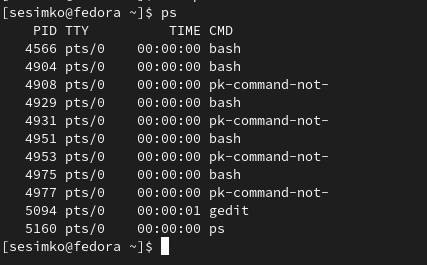 [sesimko@fedora ~]$ ps
    PID TTY          TIME CMD
   4566 pts/0    00:00:00 bash
   4904 pts/0    00:00:00 bash
   4908 pts/0    00:00:00 pk-command-not-
   4929 pts/0    00:00:00 bash
   4931 pts/0    00:00:00 pk-command-not-
   4951 pts/0    00:00:00 bash
   4953 pts/0    00:00:00 pk-command-not-
   4975 pts/0    00:00:00 bash
   4977 pts/0    00:00:00 pk-command-not-
   5094 pts/0    00:00:01 gedit
   5160 pts/0    00:00:00 ps
[sesimko@fedora ~]$